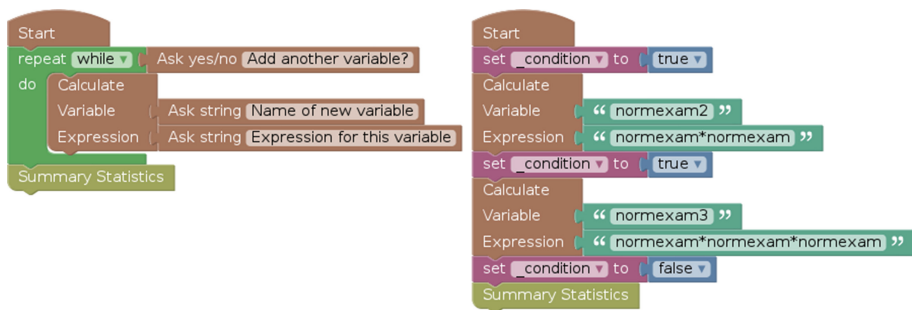 Start
repeat while ▾ Ask yes/no Add another variable?
do Calculate
Variable Ask string Name of new variable
Expression Ask string Expression for this variable
Summary Statistics
Start
set _condition ▾ to true ▾
Calculate
Variable “ normexam2 ”
Expression “ normexam*normexam ”
set _condition ▾ to true ▾
Calculate
Variable “ normexam3 ”
Expression “ normexam*normexam*normexam ”
set _condition ▾ to false ▾
Summary Statistics